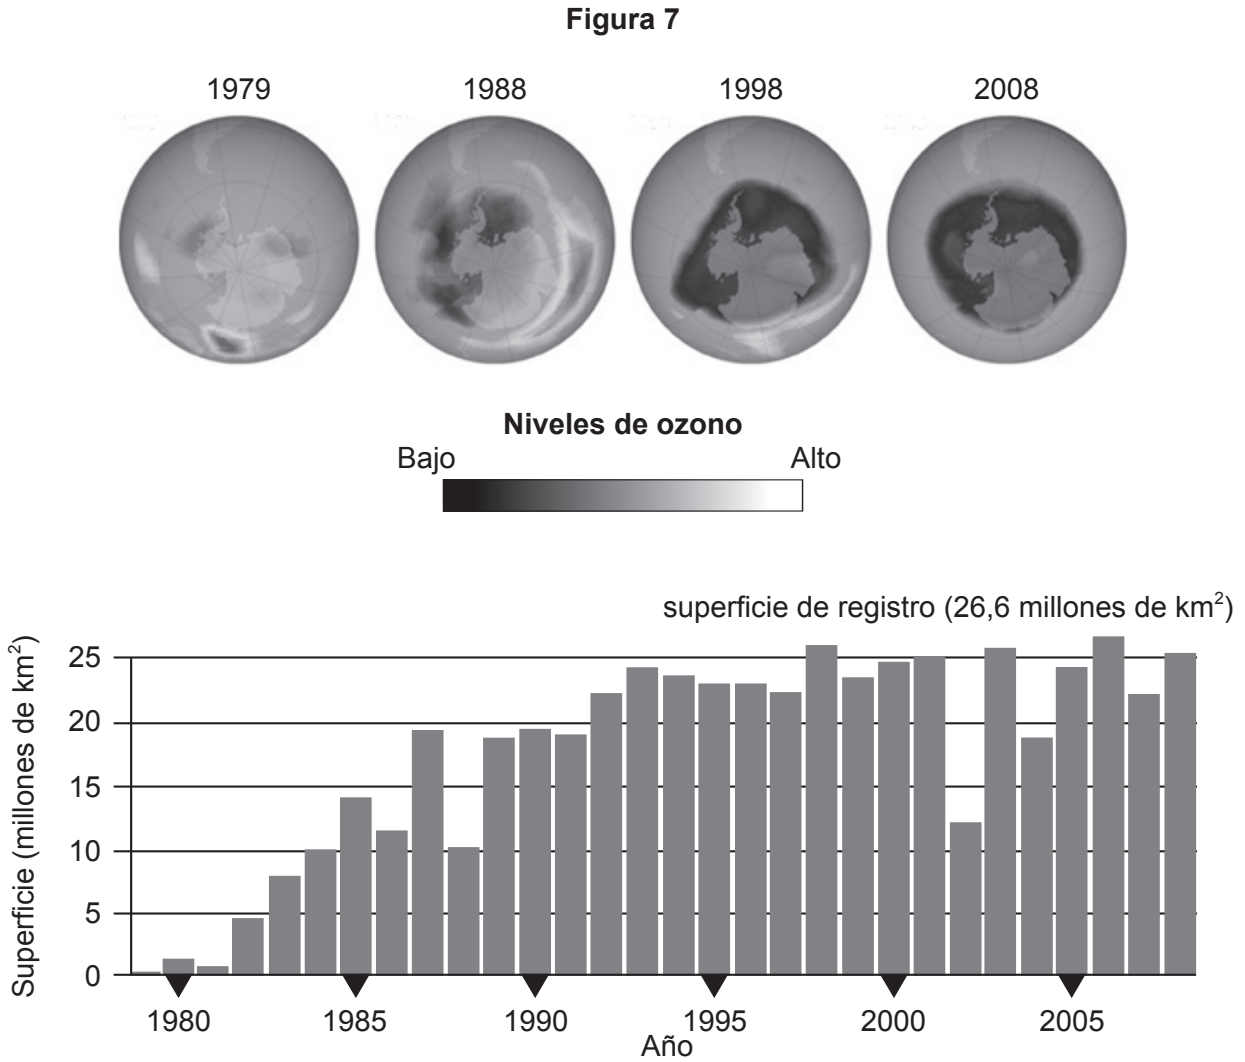 Figura 7
1979 1988 1998 2008
Niveles de ozono
Bajo Alto
superficie de registro (26,6 millones de km²)
Superficie (millones de km²)
25
20
15
10
5
0
1980 1985 1990 1995 2000 2005
Año